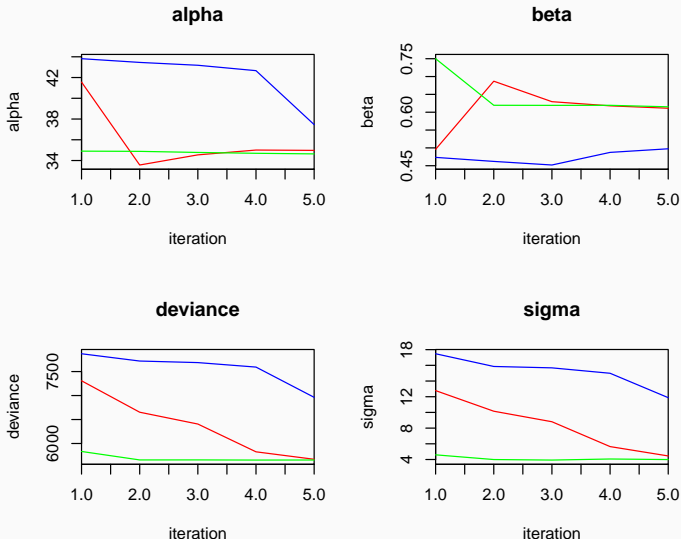 alpha
alpha
34 38 42
1.0 2.0 3.0 4.0 5.0
iteration
beta
beta
0.45 0.60 0.75
1.0 2.0 3.0 4.0 5.0
iteration
deviance
deviance
6000 7500
1.0 2.0 3.0 4.0 5.0
iteration
sigma
sigma
4 8 12 18
1.0 2.0 3.0 4.0 5.0
iteration